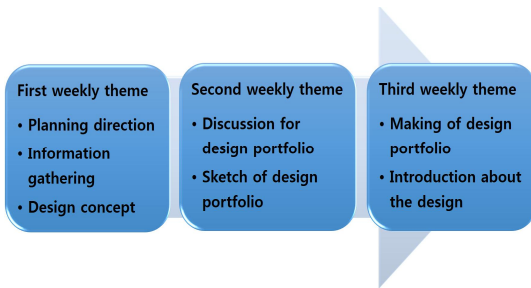 First weekly theme
• Planning direction
• Information
gathering
• Design concept
Second weekly theme
• Discussion for
design portfolio
• Sketch of design
portfolio
Third weekly theme
• Making of design
portfolio
• Introduction about
the design